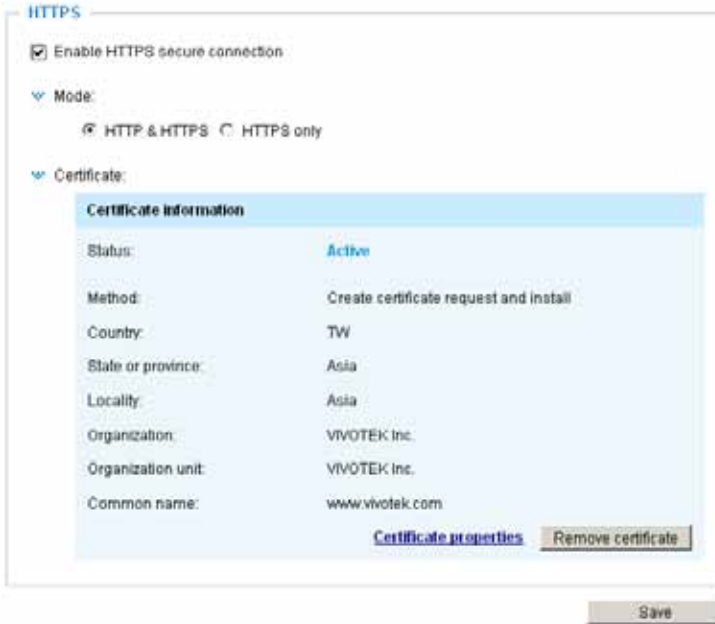 HTTPS
Enable HTTPS secure connection
Mode:
HTTP & HTTPS HTTPS only
Certificate:
Certificate information
Status: Active
Method: Create certificate request and install
Country: TW
State or province: Asia
Locality: Asia
Organization: VIVOTEK Inc.
Organization unit: VIVOTEK Inc.
Common name: www.vivotek.com
Certificate properties Remove certificate
Save